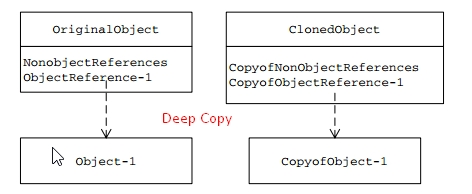 OriginalObject
NonobjectReferences
ObjectReference-1
ClonedObject
CopyofNonObjectReferences
CopyofObjectReference-1
Deep Copy
Object-1
CopyofObject-1